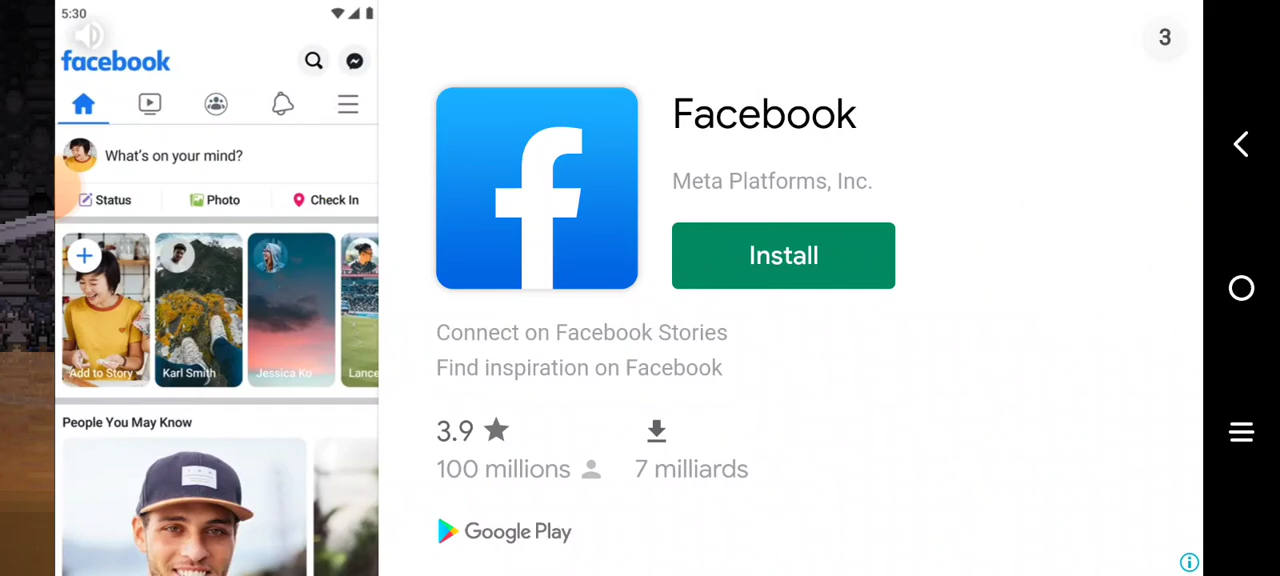 5:30
facebook
What's on your mind?
Status
Photo
Check In
Add to Story
Karl Smith
Jessica Ko
Lance
People You May Know
3
Facebook
Meta Platforms, Inc.
Install
Connect on Facebook Stories
Find inspiration on Facebook
3.9
100 millions
7 milliards
Google Play